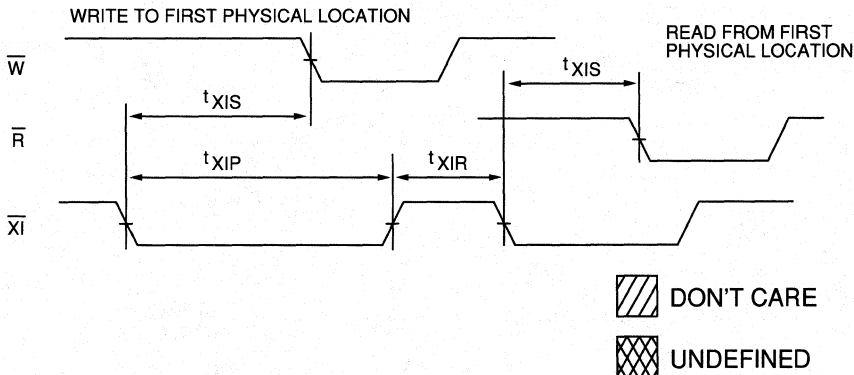 WRITE TO FIRST PHYSICAL LOCATION
READ FROM FIRST
PHYSICAL LOCATION
W
tXIS
tXIS
R
tXIP
tXIR
XI
DON'T CARE
UNDEFINED